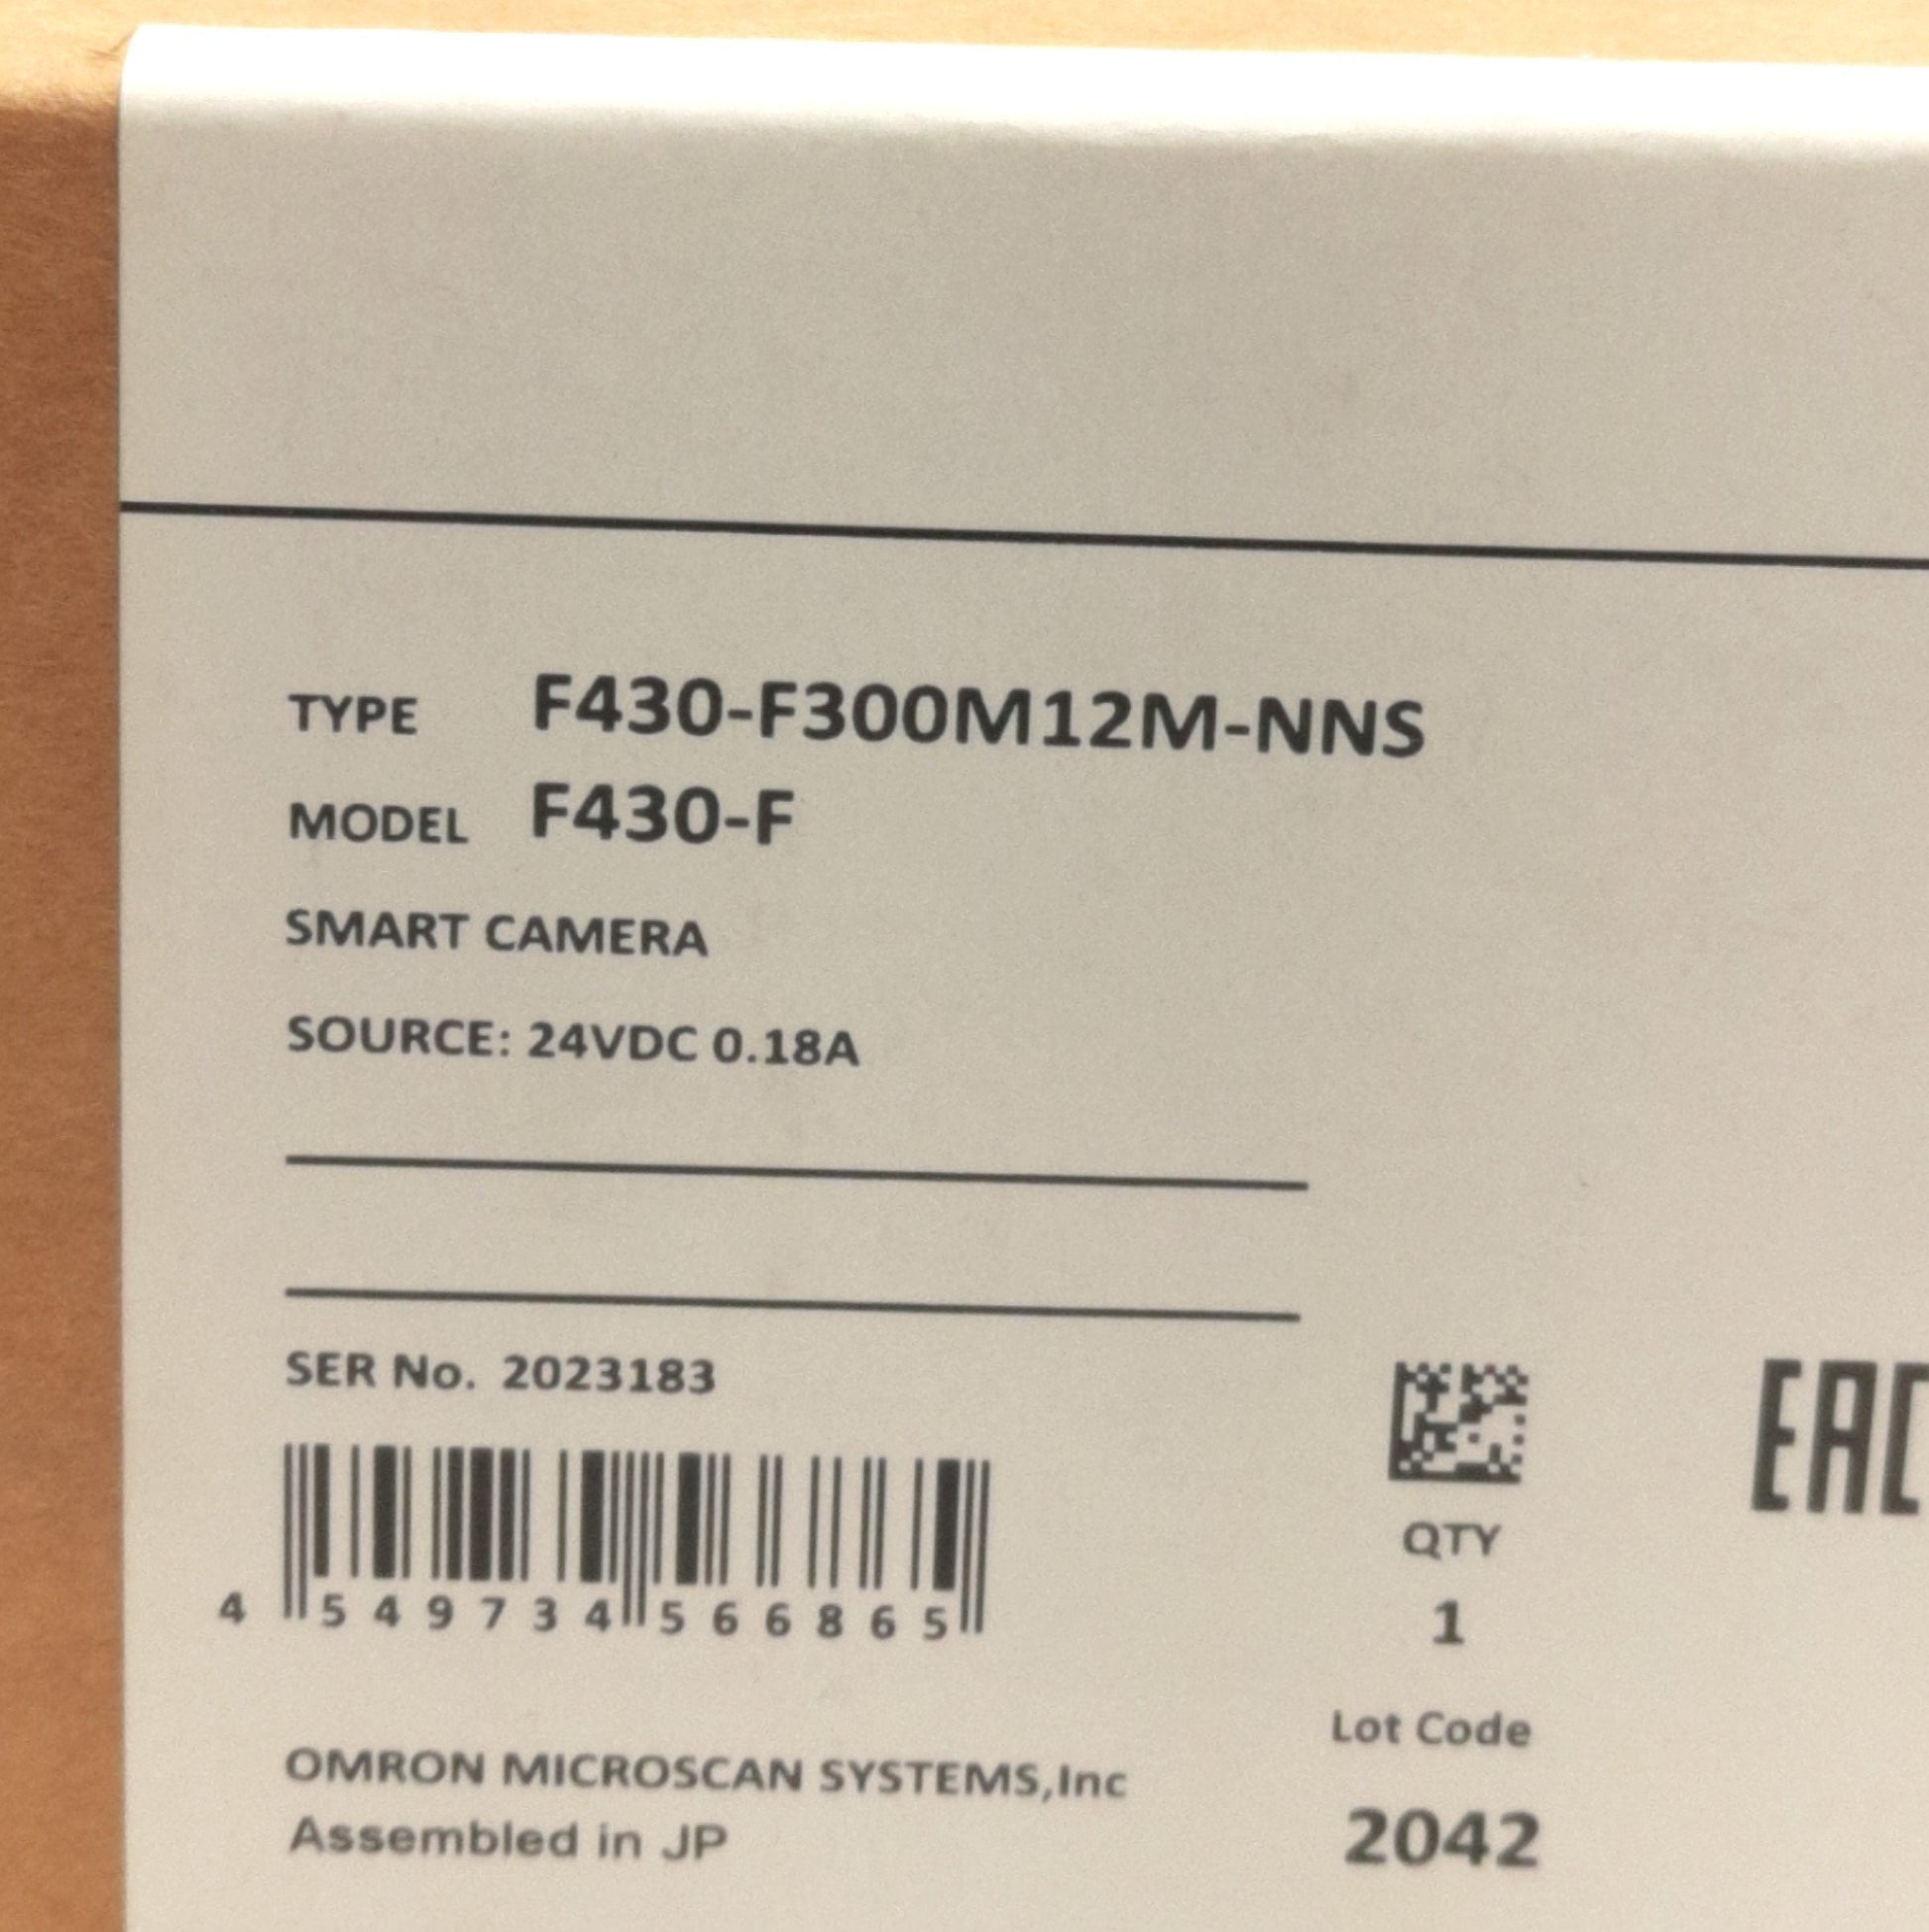 TYPE F430-F300M12M-NNS
MODEL F430-F
SMART CAMERA
SOURCE: 24VDC 0.18A
SER No. 2023183
4 549734 566865
QTY
1
Lot Code
2042
EAC
OMRON MICROSCAN SYSTEMS,Inc
Assembled in JP